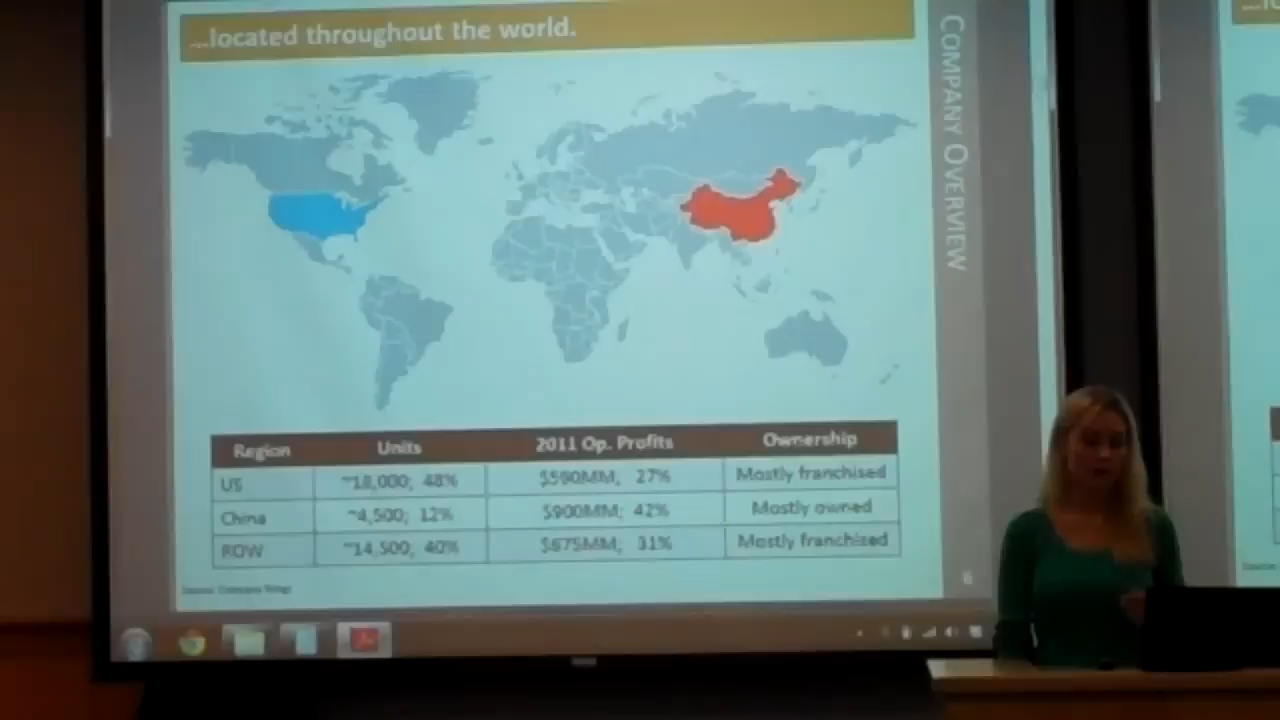 ...located throughout the world.
COMPANY OVERVIEW
Region Units 2011 Op. Profits Ownership
US ~18,000; 48% $590MM; 27% Mostly franchised
China ~4,500; 12% $900MM; 42% Mostly owned
ROW ~14,500; 40% $675MM; 31% Mostly franchised
6